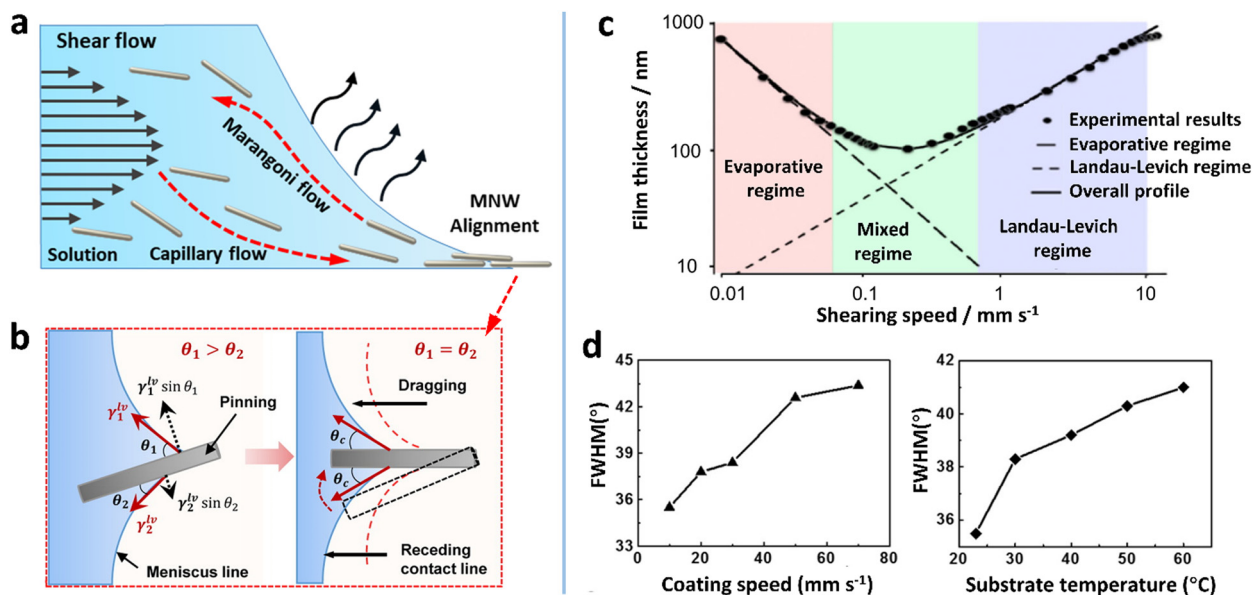 a
Shear flow
Marangoni flow
MNW
Alignment
Solution
Capillary flow
b
θ₁ > θ₂
γ₁ˡᵛ sin θ₁
γ₁ˡᵛ
Pinning
θ₁
θ₂
γ₂ˡᵛ sin θ₂
γ₂ˡᵛ
Meniscus line
θ₁ = θ₂
Dragging
θc
θc
Receding
contact line
c
Film thickness / nm
1000
100
10
Evaporative
regime
Mixed
regime
Landau-Levich
regime
Experimental results
Evaporative regime
Landau-Levich regime
Overall profile
0.01
0.1
1
10
Shearing speed / mm s⁻¹
d
FWHM(°)
45
42
39
36
33
0
20
40
60
80
Coating speed (mm s⁻¹)
FWHM(°)
42
40
38
36
35
20
30
40
50
60
Substrate temperature (°C)